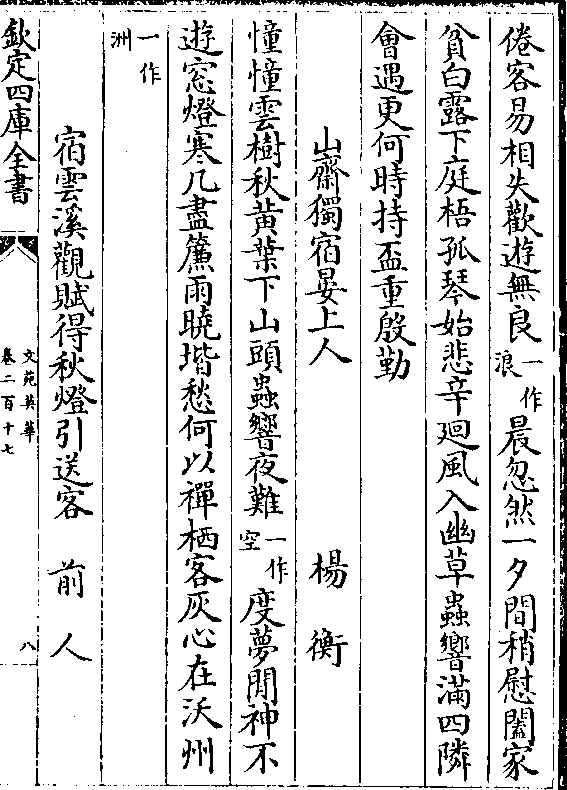 倦客易相失歡遊無良一作浪晨忽然一夕間稍慰闔家
貧白露下庭梧孤琴始悲辛廻風入幽草蟲響滿四隣
會遇更何時持盃重殷勤
山齋獨宿晏上人　楊衡
憧憧雲樹秋黃葉下山頭蟲響夜難一作空度夢閒神不
遊窓燈寒几盡簾雨曉堦愁何以禪栖客灰心在沃州
一作洲
宿雲溪觀賦得秋燈引送客　前人
欽定四庫全書
文苑英華
卷二百十七
八